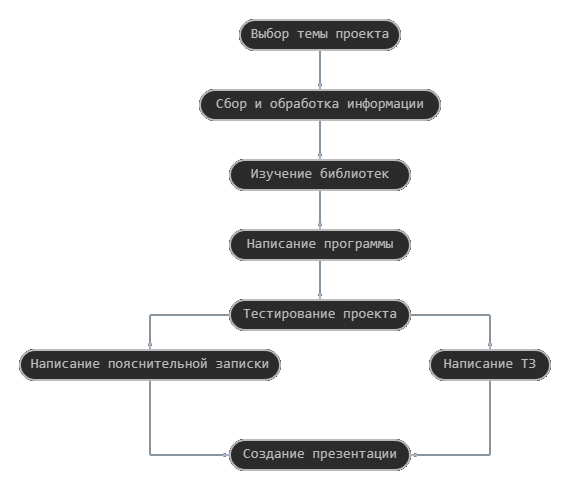 Выбор темы проекта
Сбор и обработка информации
Изучение библиотек
Написание программы
Тестирование проекта
Написание пояснительной записки
Написание ТЗ
Создание презентации